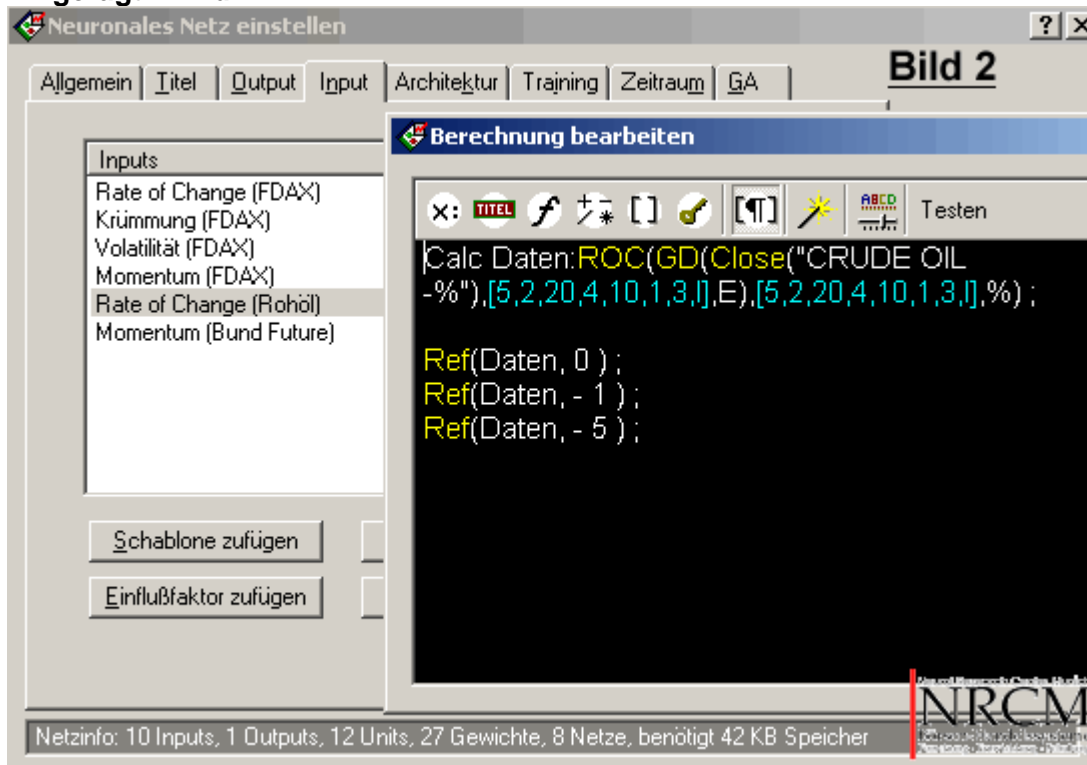 Neuronales Netz einstellen
Bild 2
Allgemein Titel Output Input Architektur Training Zeitraum GA
Berechnung bearbeiten
Inputs
Rate of Change (FDAX)
Krümmung (FDAX)
Volatilität (FDAX)
Momentum (FDAX)
Rate of Change (Rohöl)
Momentum (Bund Future)
x: TITEL f [] [¶] ABCD Testen
Calc Daten:ROC(GD(Close("CRUDE OIL
-%"),[5,2,20,4,10,1,3,I],E),[5,2,20,4,10,1,3,I],%) ;
Ref(Daten, 0 ) ;
Ref(Daten, - 1 ) ;
Ref(Daten, - 5 ) ;
Schablone zufügen
Einflußfaktor zufügen
NRCM
Netzinfo: 10 Inputs, 1 Outputs, 12 Units, 27 Gewichte, 8 Netze, benötigt 42 KB Speicher